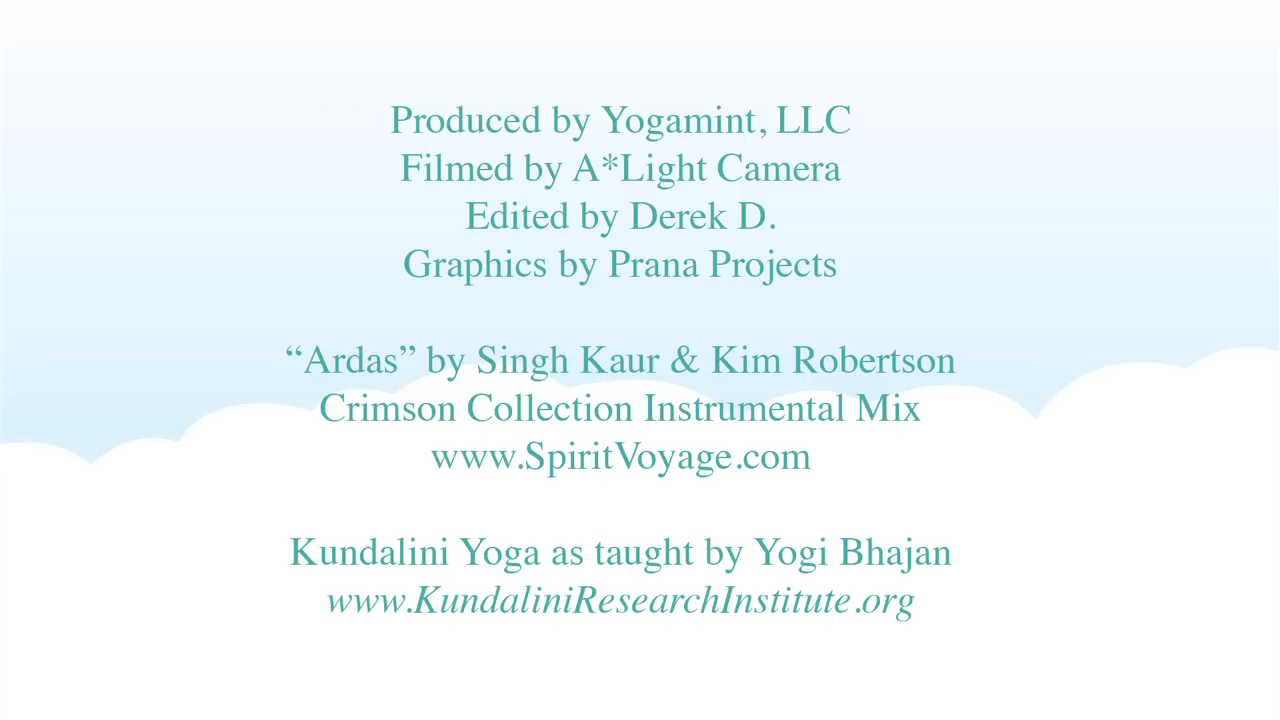 Produced by Yogamint, LLC
Filmed by A*Light Camera
Edited by Derek D.
Graphics by Prana Projects
“Ardas” by Singh Kaur & Kim Robertson
Crimson Collection Instrumental Mix
www.SpiritVoyage.com
Kundalini Yoga as taught by Yogi Bhajan
www.KundaliniResearchInstitute.org